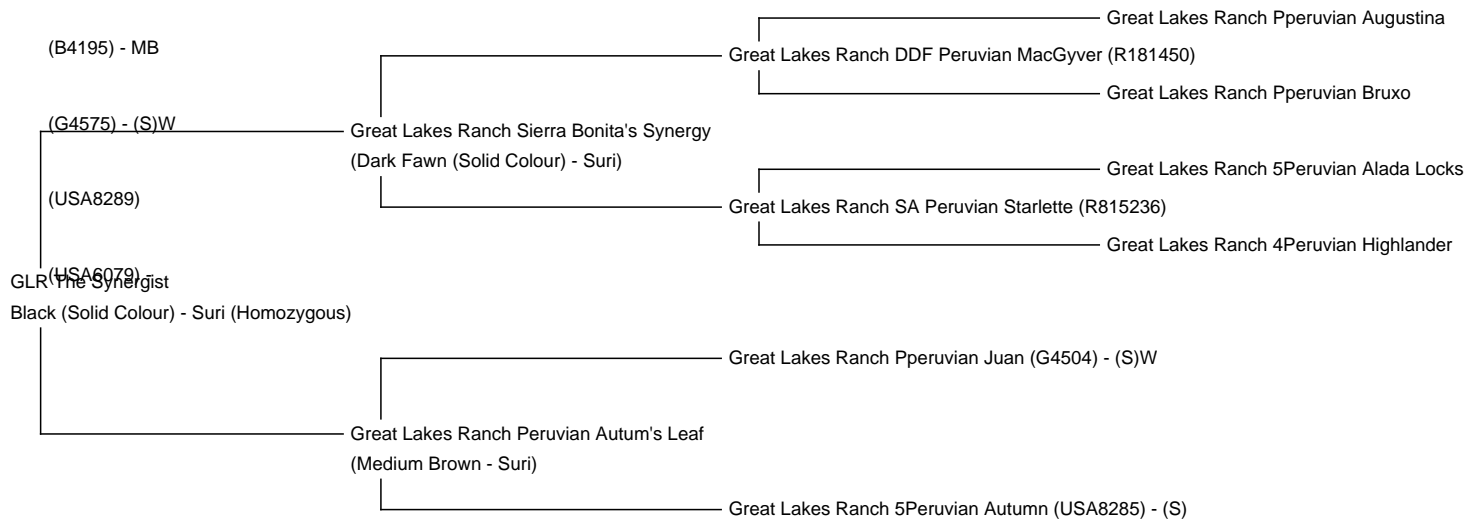 Great Lakes Ranch Pperuvian Augustina
(B4195) - MB
Great Lakes Ranch DDF Peruvian MacGyver (R181450)
Great Lakes Ranch Pperuvian Bruxo
(G4575) - (S)W
Great Lakes Ranch Sierra Bonita's Synergy
(Dark Fawn (Solid Colour) - Suri)
Great Lakes Ranch 5Peruvian Alada Locks
(USA8289)
Great Lakes Ranch SA Peruvian Starlette (R815236)
Great Lakes Ranch 4Peruvian Highlander
(USA6079) -
GLR The Synergist
Black (Solid Colour) - Suri (Homozygous)
Great Lakes Ranch Pperuvian Juan (G4504) - (S)W
Great Lakes Ranch Peruvian Autum's Leaf
(Medium Brown - Suri)
Great Lakes Ranch 5Peruvian Autumn (USA8285) - (S)